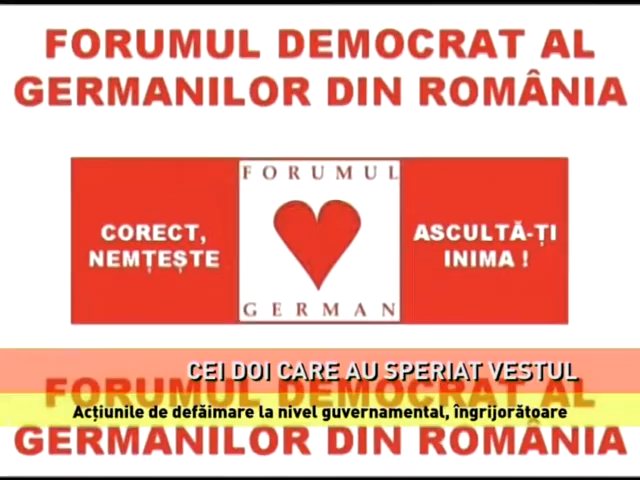 FORUMUL DEMOCRAT AL
GERMANILOR DIN ROMÂNIA
FORUMUL
CORECT,
NEMȚEȘTE
ASCULTĂ-ȚI
INIMA !
GERMAN
CEI DOI CARE AU SPERIAT VESTUL
FORUMUL DEMOCRAT AL
Acțiunile de defăimare la nivel guvernamental, îngrijorătoare
GERMANILOR DIN ROMÂNIA